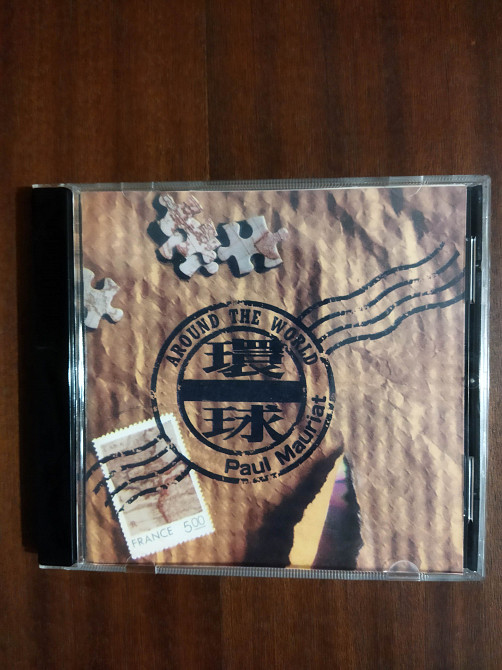 AROUND THE WORLD
環
球
Paul Mauriat
FRANCE 5.00